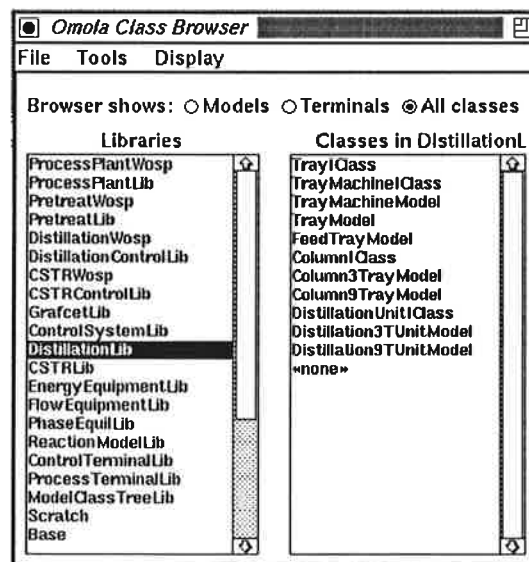 Omola Class Browser
File Tools Display
Browser shows: Models Terminals All classes
Libraries
ProcessPlantWosp
ProcessPlantLib
PretreatWosp
PretreatLib
DistillationWosp
DistillationControlLib
CSTRWosp
CSTRControlLib
GrafcetLib
ControlSystemLib
DistillationLib
CSTRLib
EnergyEquipmentLib
FlowEquipmentLib
PhaseEquilLib
ReactionModelLib
ControlTerminalLib
ProcessTerminalLib
ModelClassTreeLib
Scratch
Base
Classes in DistillationL
TrayIClass
TrayMachineIClass
TrayMachineModel
TrayModel
FeedTrayModel
ColumnIClass
Column3TrayModel
Column9TrayModel
DistillationUnitIClass
Distillation3TUnitModel
Distillation9TUnitModel
«none»